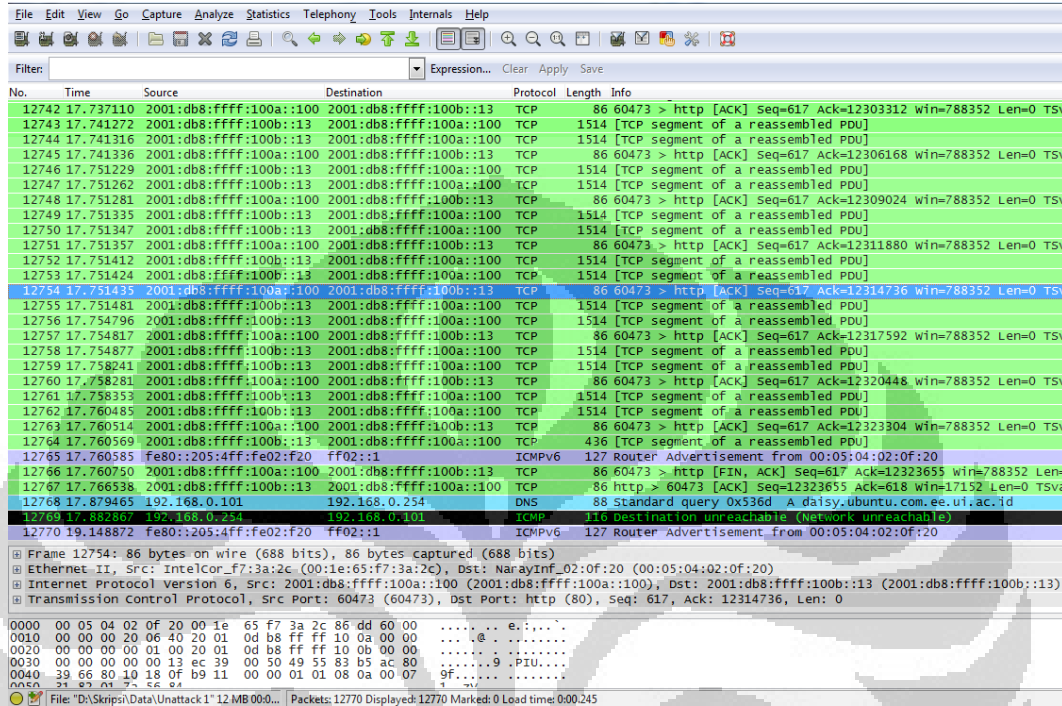 File Edit View Go Capture Analyze Statistics Telephony Tools Internals Help
Filter: Expression... Clear Apply Save
No. Time Source Destination Protocol Length Info
12742 17.737110 2001:db8:ffff:100a::100 2001:db8:ffff:100b::13 TCP 86 60473 > http [ACK] Seq=617 Ack=12303312 Win=788352 Len=0 TSv
12743 17.741272 2001:db8:ffff:100b::13 2001:db8:ffff:100a::100 TCP 1514 [TCP segment of a reassembled PDU]
12744 17.741316 2001:db8:ffff:100b::13 2001:db8:ffff:100a::100 TCP 1514 [TCP segment of a reassembled PDU]
12745 17.741336 2001:db8:ffff:100a::100 2001:db8:ffff:100b::13 TCP 86 60473 > http [ACK] Seq=617 Ack=12306168 Win=788352 Len=0 TSv
12746 17.751229 2001:db8:ffff:100b::13 2001:db8:ffff:100a::100 TCP 1514 [TCP segment of a reassembled PDU]
12747 17.751262 2001:db8:ffff:100b::13 2001:db8:ffff:100a::100 TCP 1514 [TCP segment of a reassembled PDU]
12748 17.751281 2001:db8:ffff:100a::100 2001:db8:ffff:100b::13 TCP 86 60473 > http [ACK] Seq=617 Ack=12309024 Win=788352 Len=0 TSv
12749 17.751335 2001:db8:ffff:100b::13 2001:db8:ffff:100a::100 TCP 1514 [TCP segment of a reassembled PDU]
12750 17.751347 2001:db8:ffff:100b::13 2001:db8:ffff:100a::100 TCP 1514 [TCP segment of a reassembled PDU]
12751 17.751357 2001:db8:ffff:100a::100 2001:db8:ffff:100b::13 TCP 86 60473 > http [ACK] Seq=617 Ack=12311880 Win=788352 Len=0 TSv
12752 17.751412 2001:db8:ffff:100b::13 2001:db8:ffff:100a::100 TCP 1514 [TCP segment of a reassembled PDU]
12753 17.751424 2001:db8:ffff:100b::13 2001:db8:ffff:100a::100 TCP 1514 [TCP segment of a reassembled PDU]
12754 17.751435 2001:db8:ffff:100a::100 2001:db8:ffff:100b::13 TCP 86 60473 > http [ACK] Seq=617 Ack=12314736 Win=788352 Len=0 TSv
12755 17.751481 2001:db8:ffff:100b::13 2001:db8:ffff:100a::100 TCP 1514 [TCP segment of a reassembled PDU]
12756 17.754796 2001:db8:ffff:100b::13 2001:db8:ffff:100a::100 TCP 1514 [TCP segment of a reassembled PDU]
12757 17.754817 2001:db8:ffff:100a::100 2001:db8:ffff:100b::13 TCP 86 60473 > http [ACK] Seq=617 Ack=12317592 Win=788352 Len=0 TSv
12758 17.754877 2001:db8:ffff:100b::13 2001:db8:ffff:100a::100 TCP 1514 [TCP segment of a reassembled PDU]
12759 17.758241 2001:db8:ffff:100b::13 2001:db8:ffff:100a::100 TCP 1514 [TCP segment of a reassembled PDU]
12760 17.758281 2001:db8:ffff:100a::100 2001:db8:ffff:100b::13 TCP 86 60473 > http [ACK] Seq=617 Ack=12320448 Win=788352 Len=0 TSv
12761 17.758353 2001:db8:ffff:100b::13 2001:db8:ffff:100a::100 TCP 1514 [TCP segment of a reassembled PDU]
12762 17.760485 2001:db8:ffff:100b::13 2001:db8:ffff:100a::100 TCP 1514 [TCP segment of a reassembled PDU]
12763 17.760514 2001:db8:ffff:100a::100 2001:db8:ffff:100b::13 TCP 86 60473 > http [ACK] Seq=617 Ack=12323304 Win=788352 Len=0 TSv
12764 17.760569 2001:db8:ffff:100b::13 2001:db8:ffff:100a::100 TCP 436 [TCP segment of a reassembled PDU]
12765 17.760585 fe80::205:4ff:fe02:f20 ff02::1 ICMPv6 127 Router Advertisement from 00:05:04:02:0f:20
12766 17.760750 2001:db8:ffff:100a::100 2001:db8:ffff:100b::13 TCP 86 60473 > http [FIN, ACK] Seq=617 Ack=12323655 Win=788352 Len=
12767 17.766538 2001:db8:ffff:100b::13 2001:db8:ffff:100a::100 TCP 86 http > 60473 [ACK] Seq=12323655 Ack=618 Win=17152 Len=0 TSva
12768 17.879465 192.168.0.101 192.168.0.254 DNS 88 Standard query 0x536d A daisy.ubuntu.com.ee.ui.ac.id
12769 17.882867 192.168.0.254 192.168.0.101 ICMP 116 Destination unreachable (Network unreachable)
12770 19.148872 fe80::205:4ff:fe02:f20 ff02::1 ICMPv6 127 Router Advertisement from 00:05:04:02:0f:20
Frame 12754: 86 bytes on wire (688 bits), 86 bytes captured (688 bits)
Ethernet II, Src: IntelCor_f7:3a:2c (00:1e:65:f7:3a:2c), Dst: NarayInf_02:0f:20 (00:05:04:02:0f:20)
Internet Protocol Version 6, Src: 2001:db8:ffff:100a::100 (2001:db8:ffff:100a::100), Dst: 2001:db8:ffff:100b::13 (2001:db8:ffff:100b::13)
Transmission Control Protocol, Src Port: 60473 (60473), Dst Port: http (80), Seq: 617, Ack: 12314736, Len: 0
0000 00 05 04 02 0f 20 00 1e 65 f7 3a 2c 86 dd 60 00 ..... .. e.:,..`.
0010 00 00 00 20 06 40 20 01 0d b8 ff ff 10 0a 00 00 ... .@ . ........
0020 00 00 00 00 01 00 20 01 0d b8 ff ff 10 0b 00 00 ...... . ........
0030 00 00 00 00 00 13 ec 39 00 50 49 55 83 b5 ac 80 .......9 .PIU....
0040 39 66 80 10 18 0f b9 11 00 00 01 01 08 0a 00 07 9f...... ........
File: "D:\Skripsi\Data\Unattack 1" 12 MB 00:0... Packets: 12770 Displayed: 12770 Marked: 0 Load time: 0:00.245